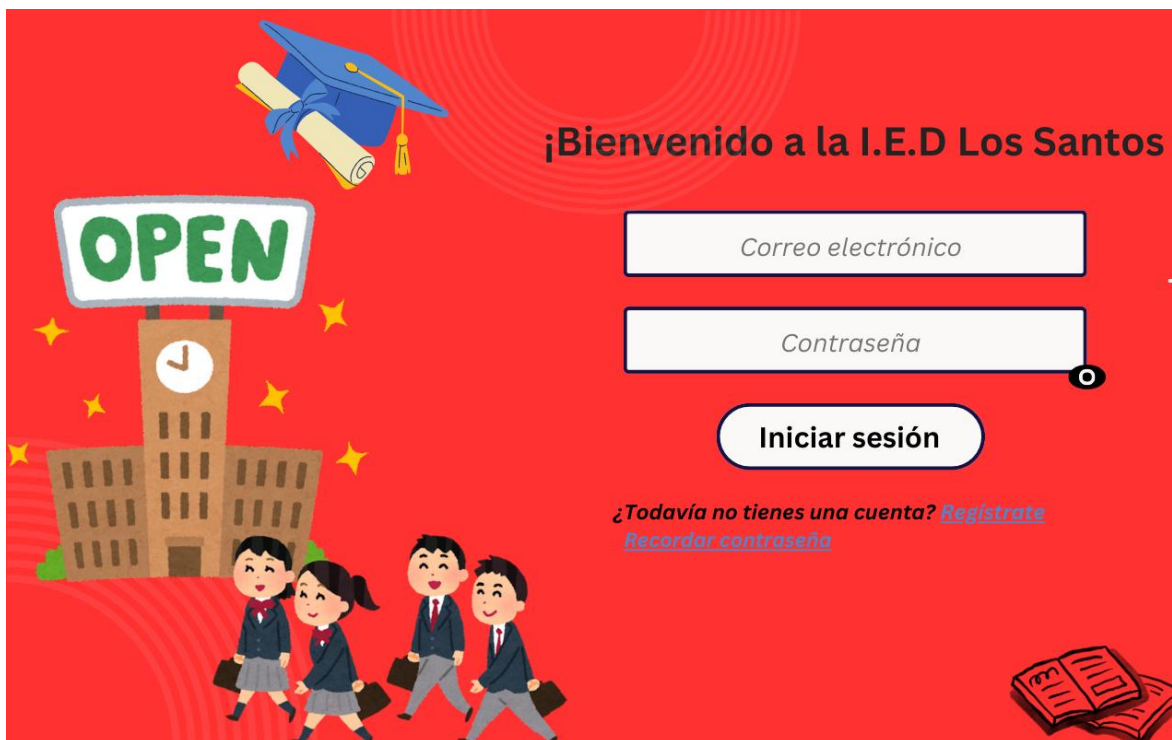 ¡Bienvenido a la I.E.D Los Santos
OPEN
Correo electrónico
Contraseña
Iniciar sesión
¿Todavía no tienes una cuenta? Regístrate
Recordar contraseña